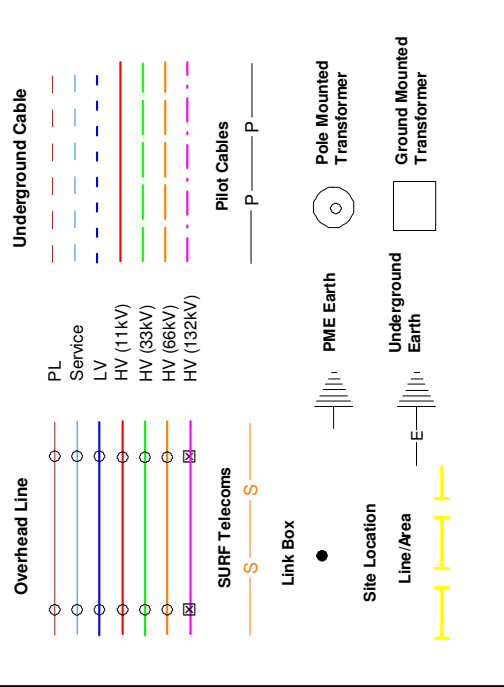 Overhead Line
Underground Cable
PL
Service
LV
HV (11kV)
HV (33kV)
HV (66kV)
HV (132kV)
SURF Telecoms
S S
Pilot Cables
P P
Link Box
PME Earth
Pole Mounted
Transformer
Site Location
Line/Area
E
Underground
Earth
Ground Mounted
Transformer